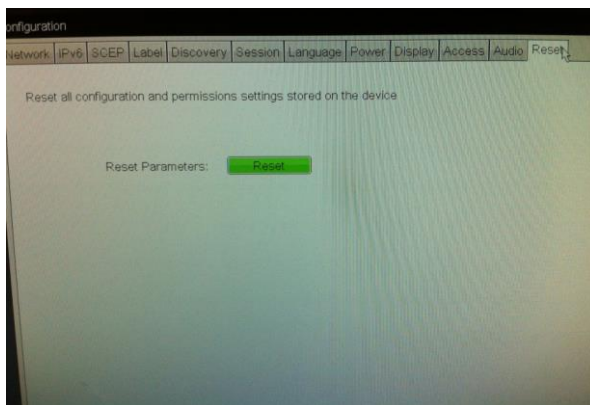 onfiguration
Network IPv6 SCEP Label Discovery Session Language Power Display Access Audio Reset
Reset all configuration and permissions settings stored on the device
Reset Parameters: Reset